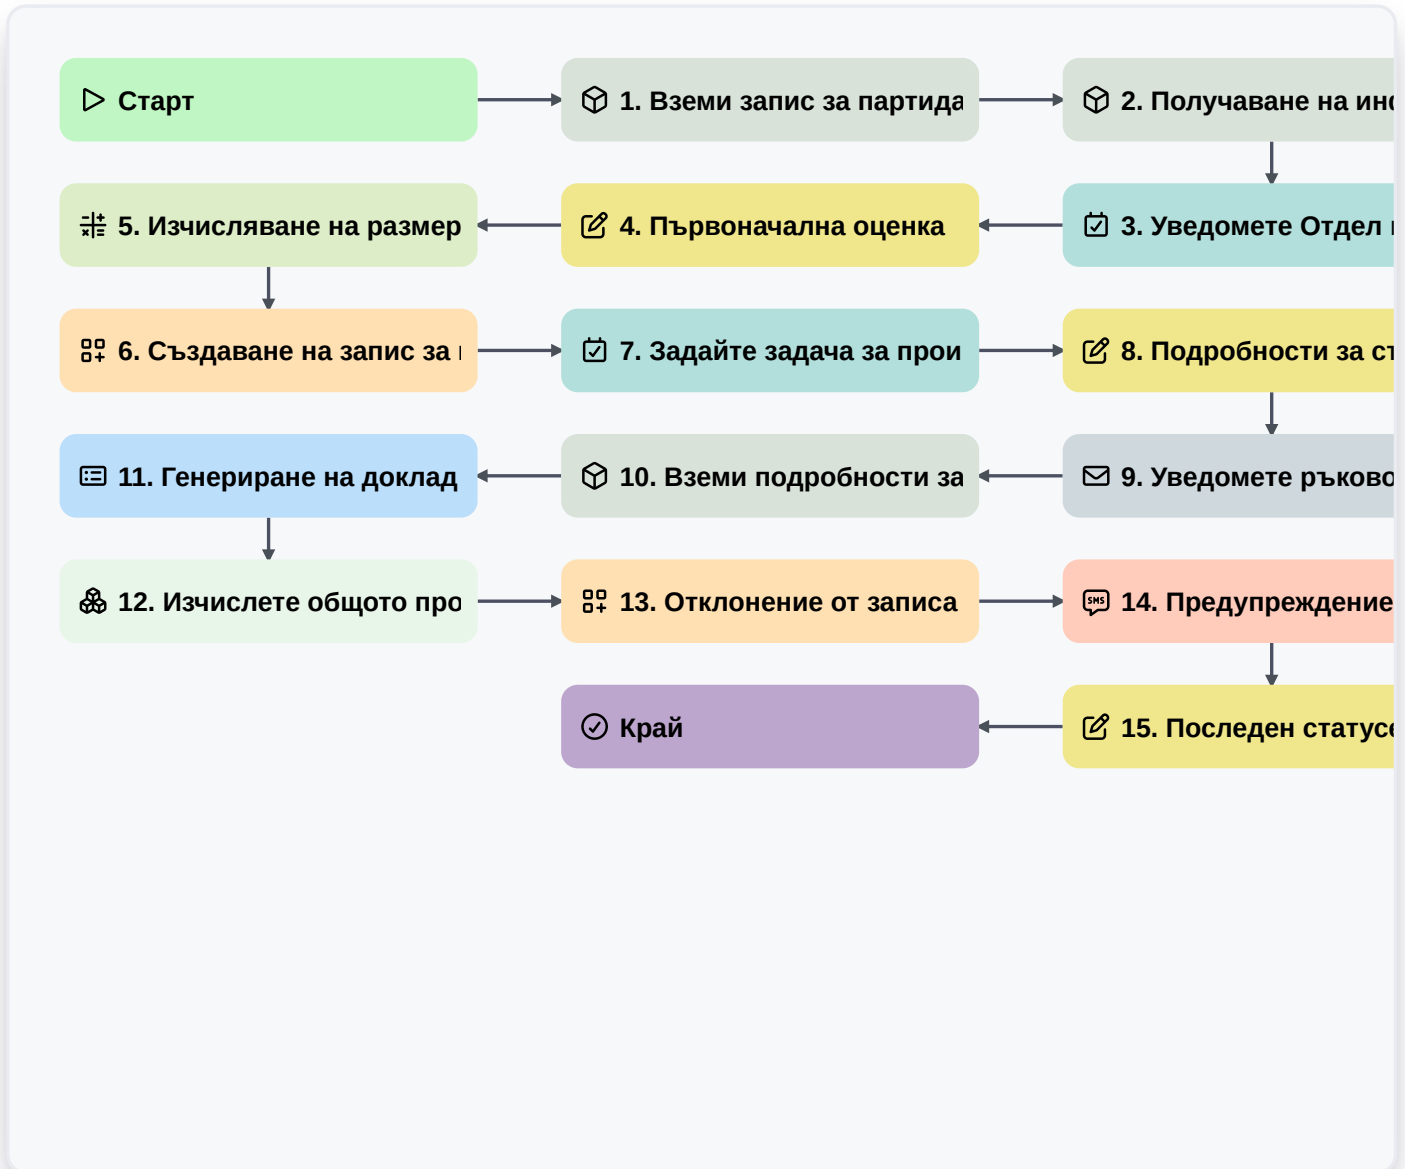 Старт
1. Вземи запис за партида
2. Получаване на
5. Изчисляване на размер
4. Първоначална оценка
3. Уведомете Отдел
6. Създаване на запис за
7. Задайте задача за прои
8. Подробности за ст
11. Генериране на доклад
10. Вземи подробности за
9. Уведомете ръково
12. Изчислете общото про
13. Отклонение от записа
14. Предупреждение
Край
15. Последен статусе
SMS